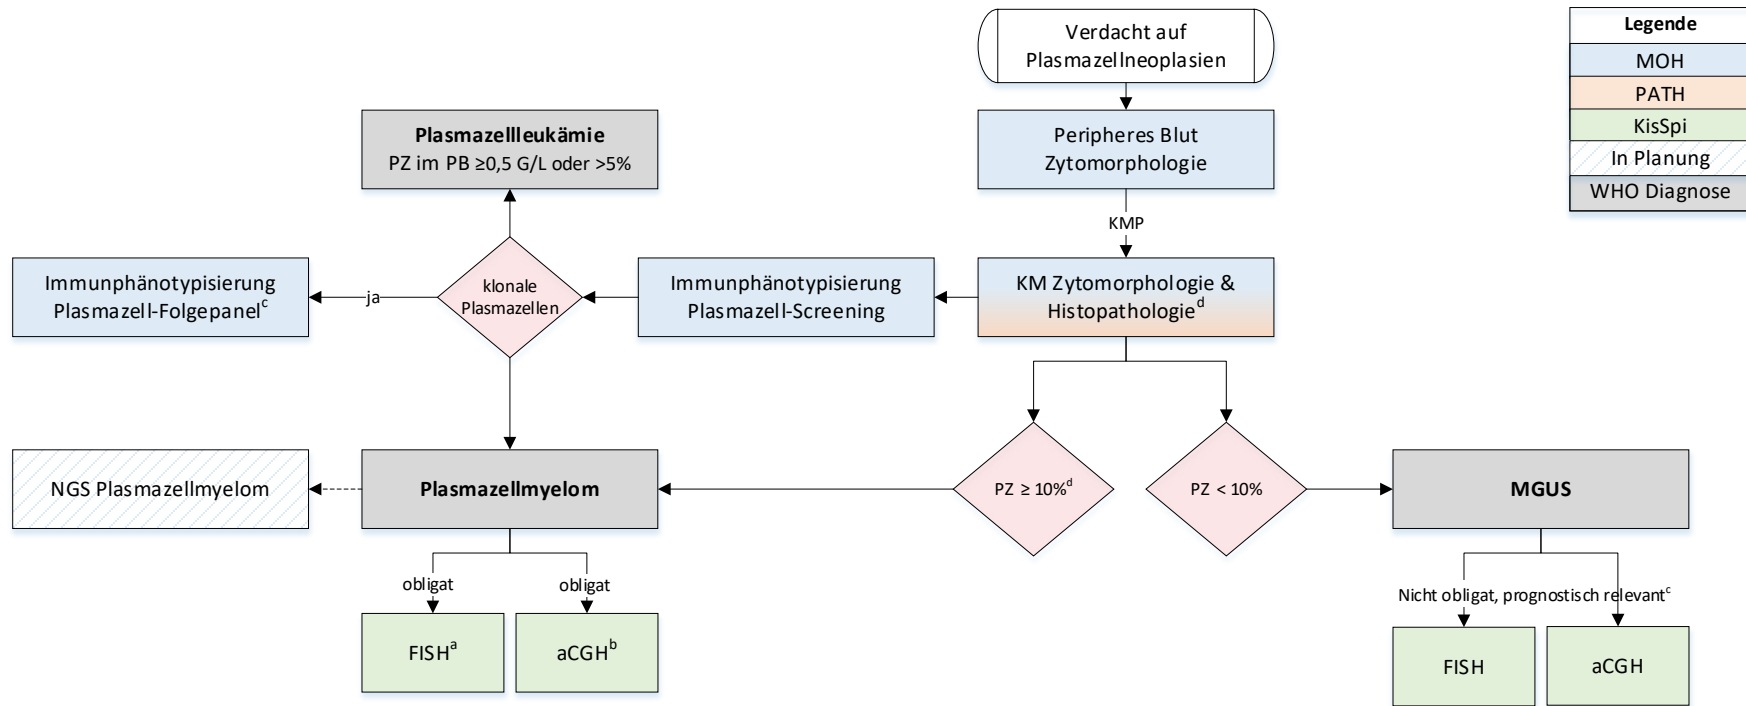 Verdacht auf
Plasmazellneoplasien
Legende
MOH
PATH
KisSpi
In Planung
WHO Diagnose
Plasmazellleukämie
PZ im PB ≥0,5 G/L oder >5%
Peripheres Blut
Zytomorphologie
KMP
Immunphänotypisierung
Plasmazell-Folgepanelᶜ
ja
klonale
Plasmazellen
Immunphänotypisierung
Plasmazell-Screening
KM Zytomorphologie &
Histopathologieᵈ
NGS Plasmazellmyelom
Plasmazellmyelom
PZ ≥ 10%ᵈ
PZ < 10%
MGUS
obligat
obligat
Nicht obligat, prognostisch relevantᶜ
FISHᵃ
aCGHᵇ
FISH
aCGH